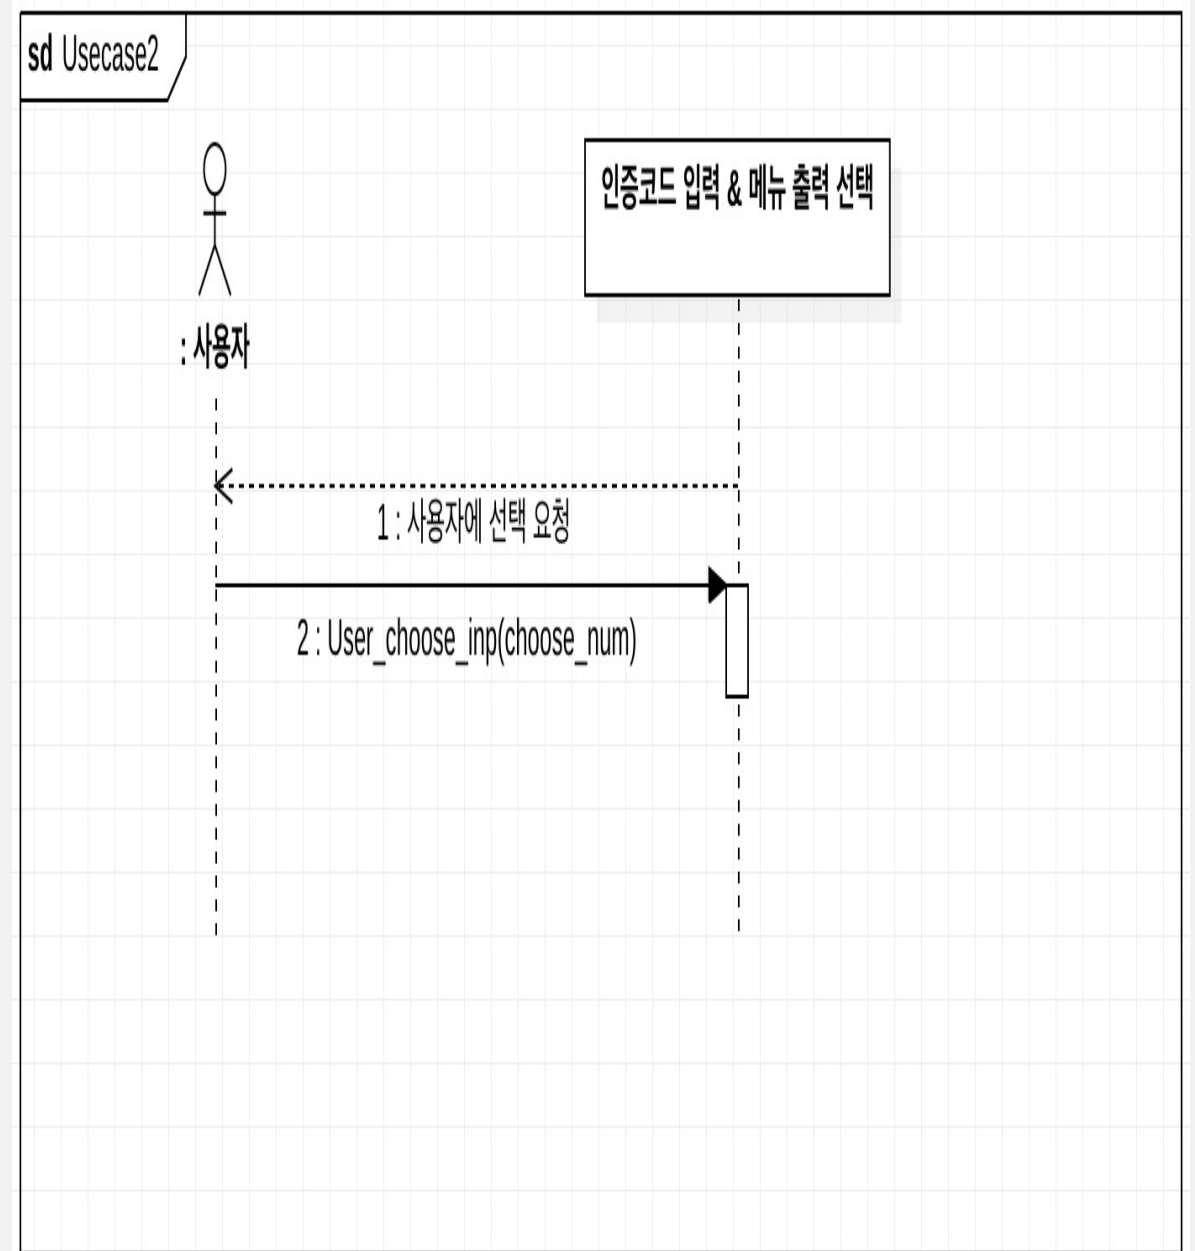 sd Usecase2
인증코드 입력 & 메뉴 출력 선택
: 사용자
1 : 사용자에 선택 요청
2 : User_choose_inp(choose_num)